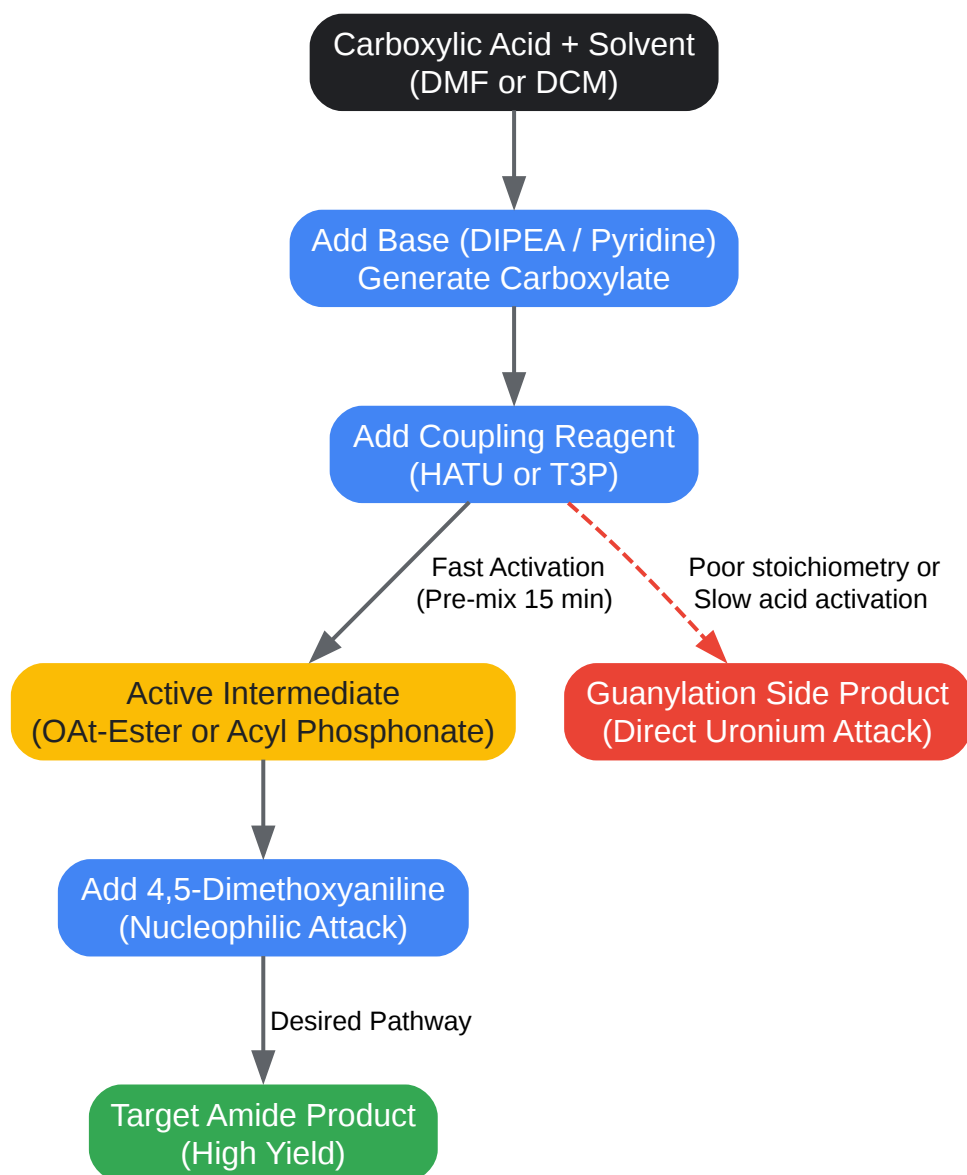 Carboxylic Acid + Solvent
(DMF or DCM)
Add Base (DIPEA / Pyridine)
Generate Carboxylate
Add Coupling Reagent
(HATU or T3P)
Fast Activation
(Pre-mix 15 min)
Poor stoichiometry or
Slow acid activation
Active Intermediate
(OAt-Ester or Acyl Phosphonate)
Guanylation Side Product
(Direct Uronium Attack)
Add 4,5-Dimethoxyaniline
(Nucleophilic Attack)
Desired Pathway
Target Amide Product
(High Yield)